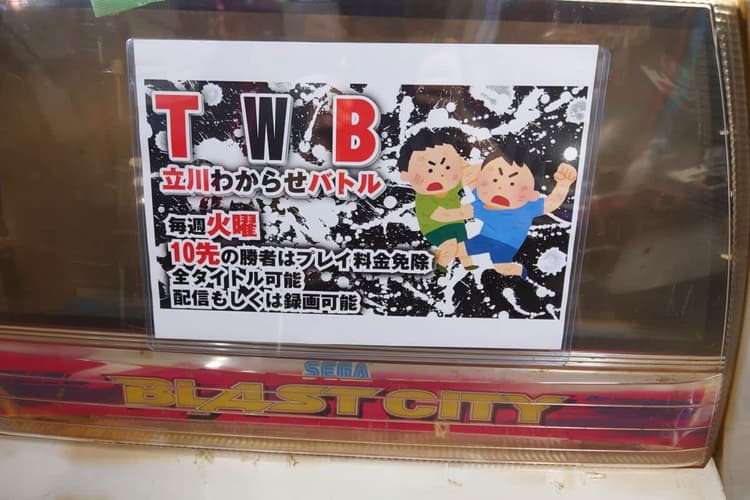 TWB
立川わからせバトル
毎週火曜
10先の勝者はプレイ料金免除
全タイトル可能
配信もしくは録画可能
SEGA
BLAST CITY